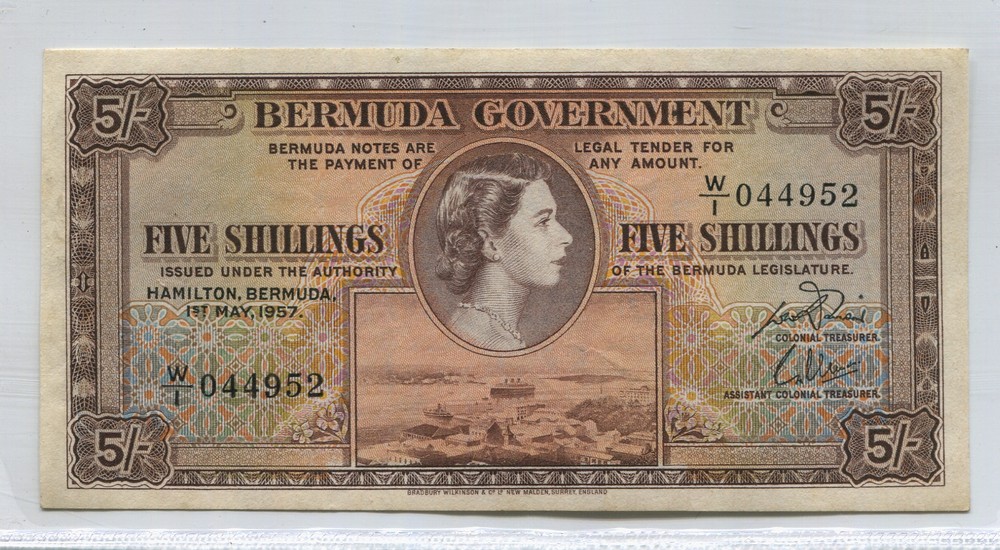 5/-
5/-
BERMUDA GOVERNMENT
BERMUDA NOTES ARE LEGAL TENDER FOR
THE PAYMENT OF ANY AMOUNT.
W/1 044952
FIVE SHILLINGS FIVE SHILLINGS
ISSUED UNDER THE AUTHORITY OF THE BERMUDA LEGISLATURE.
HAMILTON, BERMUDA,
1ST MAY, 1957.
COLONIAL TREASURER.
W/1 044952
ASSISTANT COLONIAL TREASURER.
5/-
5/-
BRADBURY WILKINSON & Cº Lº NEW MALDEN, SURREY, ENGLAND